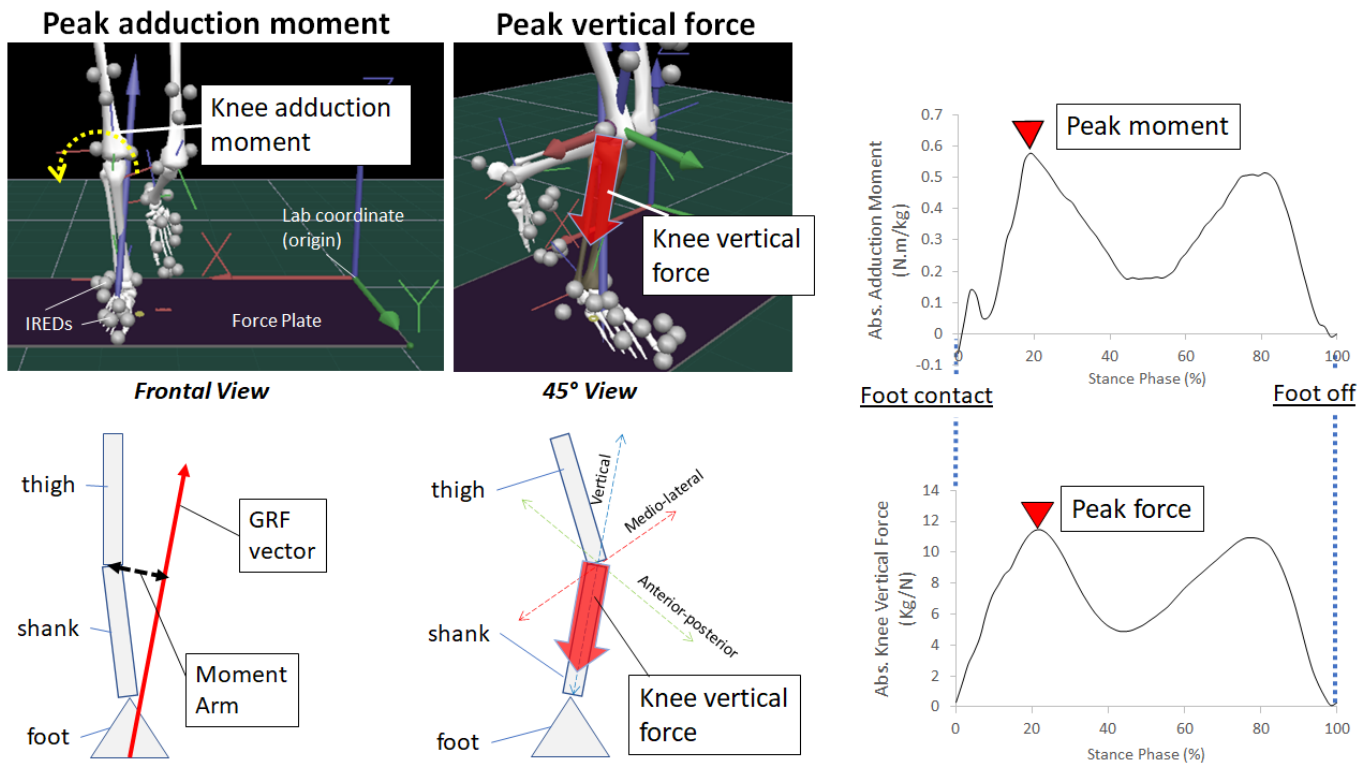 Peak adduction moment
Peak vertical force
Knee adduction
moment
Lab coordinate
(origin)
Z
X
Y
IREDs
Force Plate
Knee vertical
force
Frontal View
45° View
Abs. Adduction Moment
(N.m/kg)
0.7
0.6
0.5
0.4
0.3
0.2
0.1
0
-0.1
Peak moment
0
20
40
60
80
100
Stance Phase (%)
Foot contact
Foot off
thigh
shank
foot
GRF
vector
Moment
Arm
thigh
shank
foot
Vertical
Medio-lateral
Anterior-posterior
Knee vertical
force
Abs. Knee Vertical Force
(Kg/N)
14
12
10
8
6
4
2
0
Peak force
0
20
40
60
80
100
Stance Phase (%)